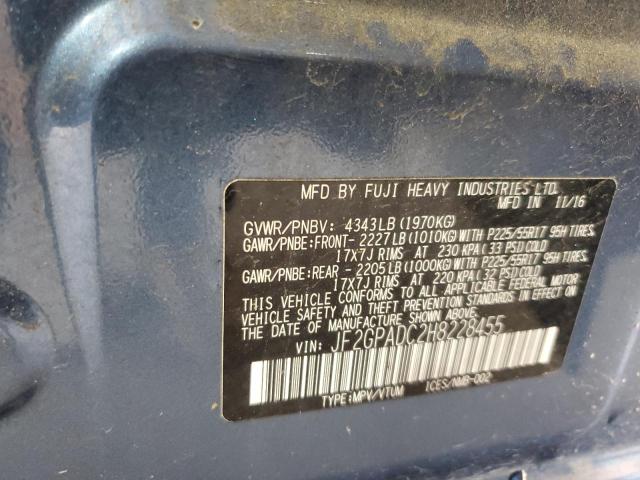 MFD BY FUJI HEAVY INDUSTRIES LTD.
MFD IN 11/16
GVWR/PNBV: 4343LB (1970KG)
GAWR/PNBE:FRONT- 2227LB (1010KG) WITH P225/55R17 95H TIRES,
17x7J RIMS AT 230 KPA (33 PSI) COLD
GAWR/PNBE:REAR - 2205LB (1000KG) WITH P225/55R17 95H TIRES,
17x7J RIMS AT 220 KPA (32 PSI) COLD
THIS VEHICLE CONFORMS TO ALL APPLICABLE FEDERAL MOTOR
VEHICLE SAFETY AND THEFT PREVENTION STANDARDS IN EFFECT
ON THE DATE OF MANUFACTURE SHOWN ABOVE.
VIN: JF2GPADC2H8228455
TYPE:MPV/VTUM ICES/NMB-002